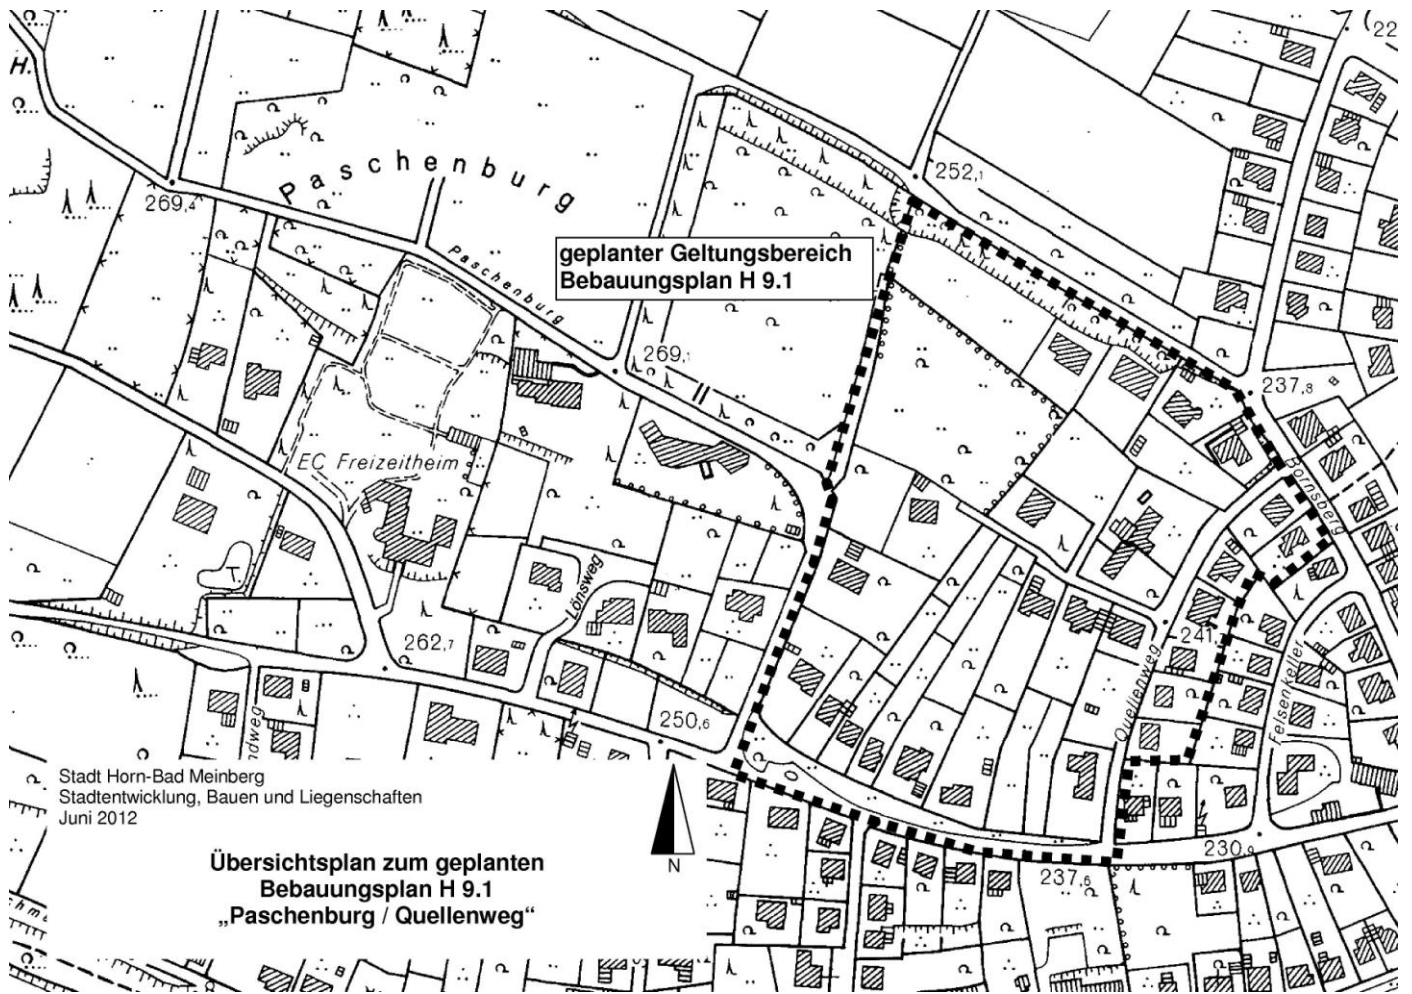 22
H.
252,1
269,4
Paschenburg
Paschenburg
geplanter Geltungsbereich
Bebauungsplan H 9.1
269,1
237,8
EC Freizeitheim
Bornsberg
Lönsweg
T
262,7
241,
Quellenweg
Felsenkeller
250,6
Stadt Horn-Bad Meinberg
Stadtentwicklung, Bauen und Liegenschaften
Juni 2012
N
230,9
237,6
Übersichtsplan zum geplanten
Bebauungsplan H 9.1
„Paschenburg / Quellenweg“